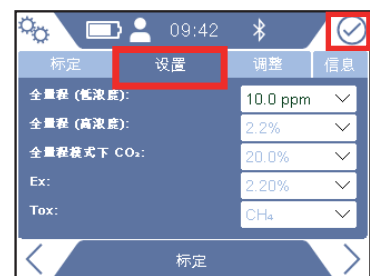 09:42
标定 设置 调整 信息
全量程 (低浓度): 10.0 ppm
全量程 (高浓度): 2.2%
全量程模式下 CO₂: 20.0%
Ex: 2.20%
Tox: CH₄
标定